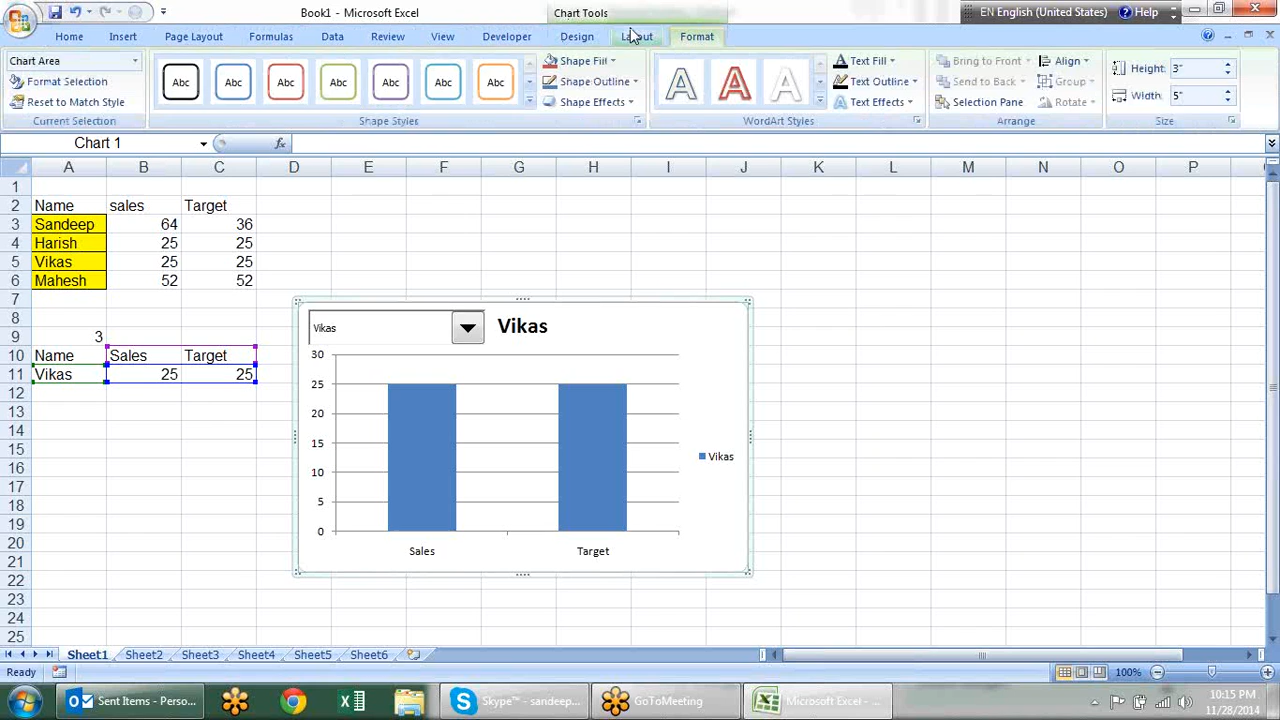 Book1 - Microsoft Excel
Chart Tools
EN English (United States)
Help
Home
Insert
Page Layout
Formulas
Data
Review
View
Developer
Design
Layout
Format
Chart Area
Format Selection
Reset to Match Style
Current Selection
Abc
Abc
Abc
Abc
Abc
Abc
Abc
Shape Styles
Shape Fill
Shape Outline
Shape Effects
WordArt Styles
Text Fill
Text Outline
Text Effects
Bring to Front
Send to Back
Selection Pane
Align
Group
Rotate
Arrange
Height: 3"
Width: 5"
Size
Chart 1
fx
A B C D E F G H I J K L M N O P
1
2 Name sales Target
3 Sandeep 64 36
4 Harish 25 25
5 Vikas 25 25
6 Mahesh 52 52
7
8
9 3
10 Name Sales Target
11 Vikas 25 25
12
13
14
15
16
17
18
19
20
21
22
23
24
25
Vikas
Vikas
30
25
20
15
10
5
0
Sales
Target
Vikas
Sheet1
Sheet2
Sheet3
Sheet4
Sheet5
Sheet6
Ready
100%
Sent Items - Perso...
Skype™ - sandeep...
GoToMeeting
Microsoft Excel - ...
10:15 PM
11/28/2014